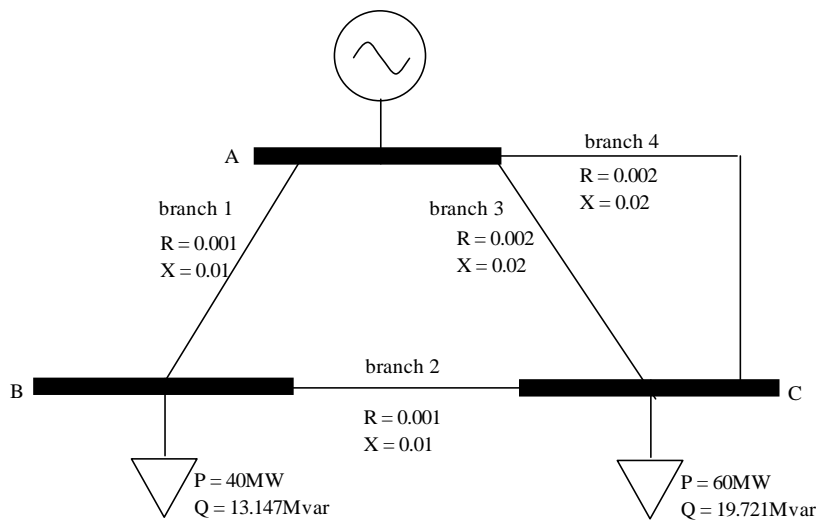 A
branch 4
R = 0.002
X = 0.02
branch 1
R = 0.001
X = 0.01
branch 3
R = 0.002
X = 0.02
B
branch 2
R = 0.001
X = 0.01
C
P = 40MW
Q = 13.147Mvar
P = 60MW
Q = 19.721Mvar